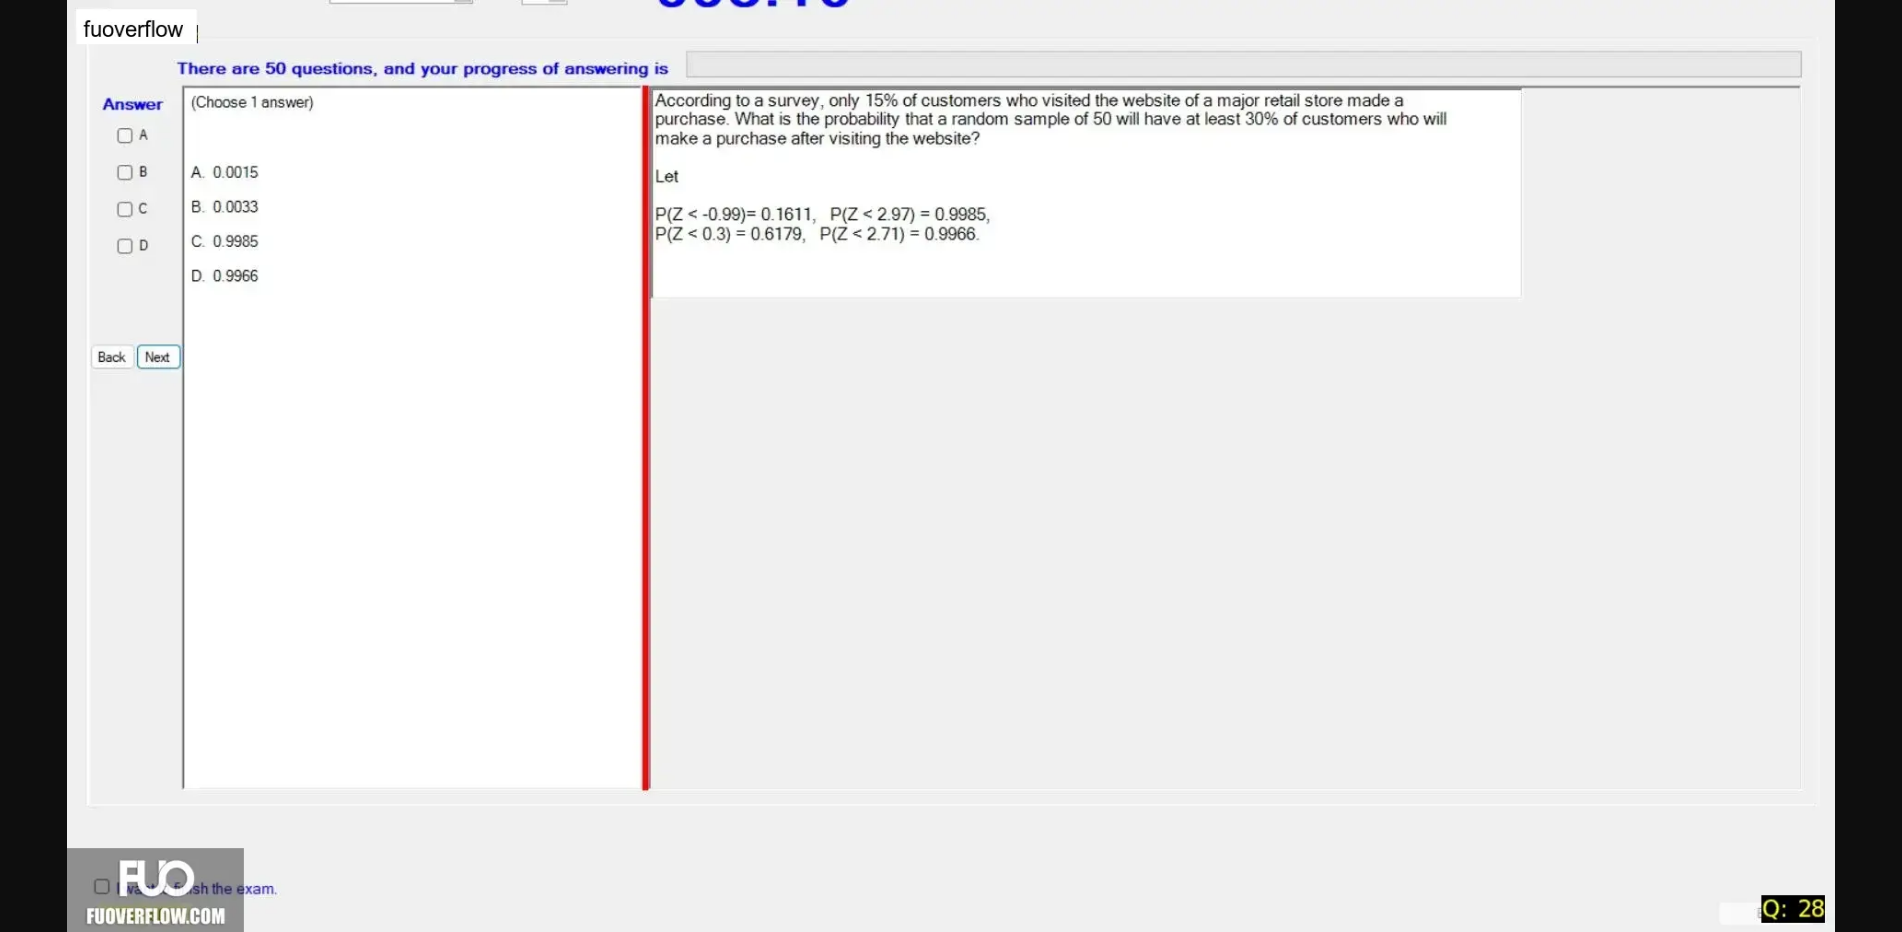 fuoverflow
There are 50 questions, and your progress of answering is
Answer
(Choose 1 answer)
A
B
C
D
A. 0.0015
B. 0.0033
C. 0.9985
D. 0.9966
Back Next
According to a survey, only 15% of customers who visited the website of a major retail store made a
purchase. What is the probability that a random sample of 50 will have at least 30% of customers who will
make a purchase after visiting the website?
Let
P(Z < -0.99)= 0.1611, P(Z < 2.97) = 0.9985,
P(Z < 0.3) = 0.6179, P(Z < 2.71) = 0.9966.
FUO
the exam.
FUOVERFLOW.COM
Q: 28